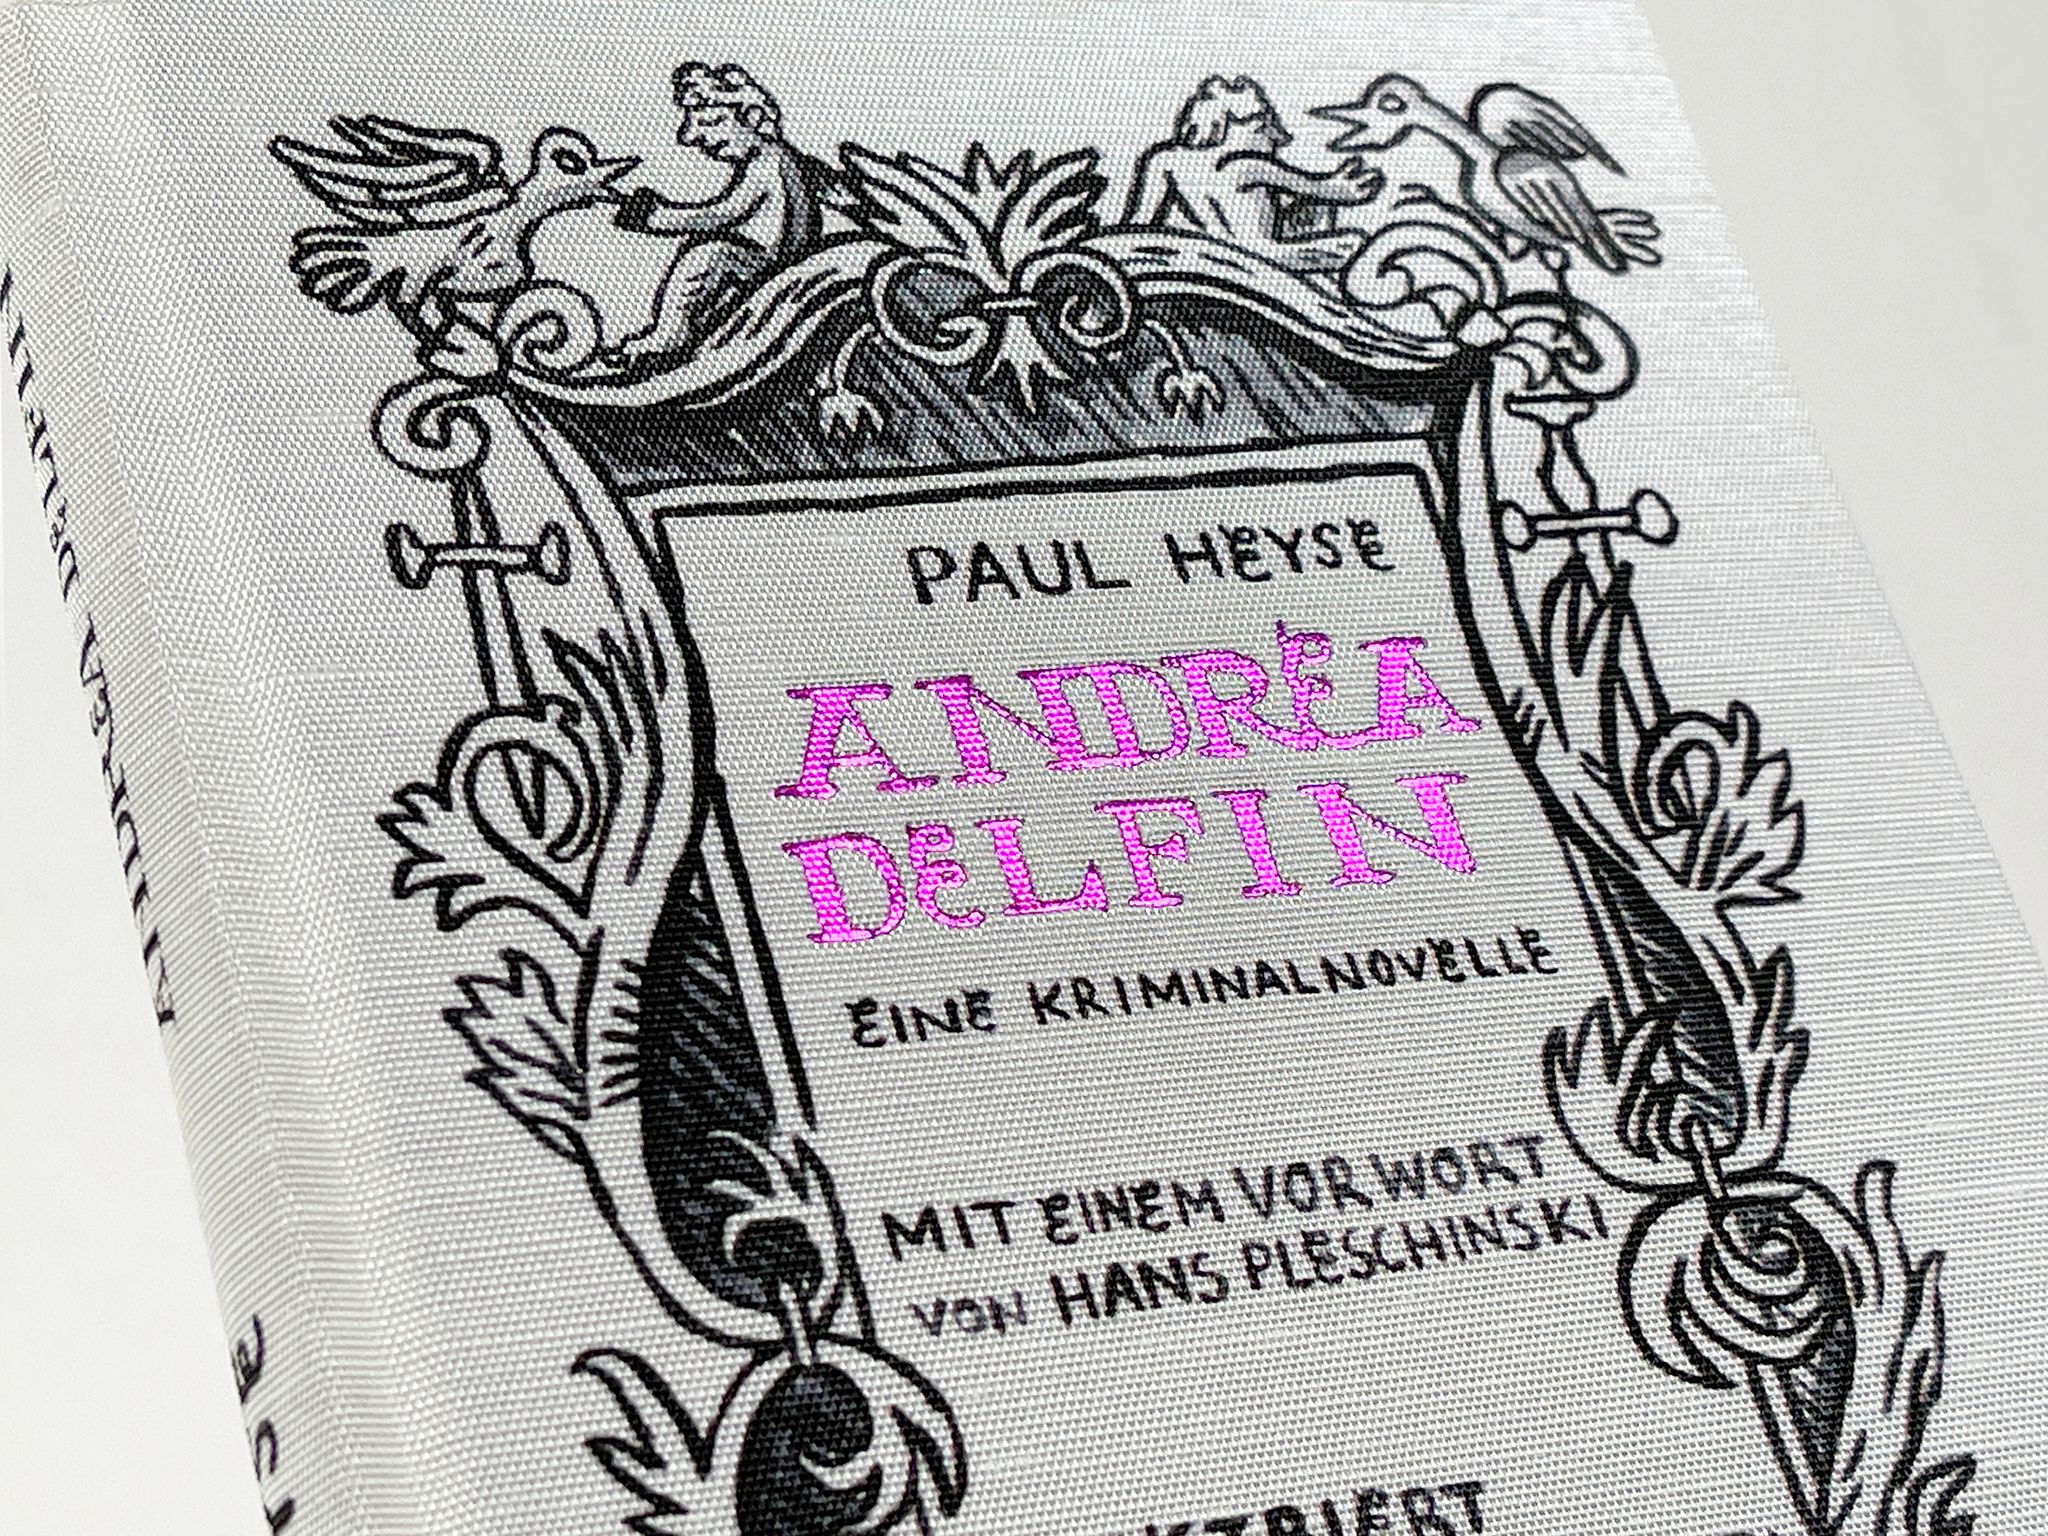 PAUL HEYSE
ANDREA
DELFIN
EINE KRIMINALNOVELLE
MIT EINEM VORWORT
VON HANS PLESCHINSKI